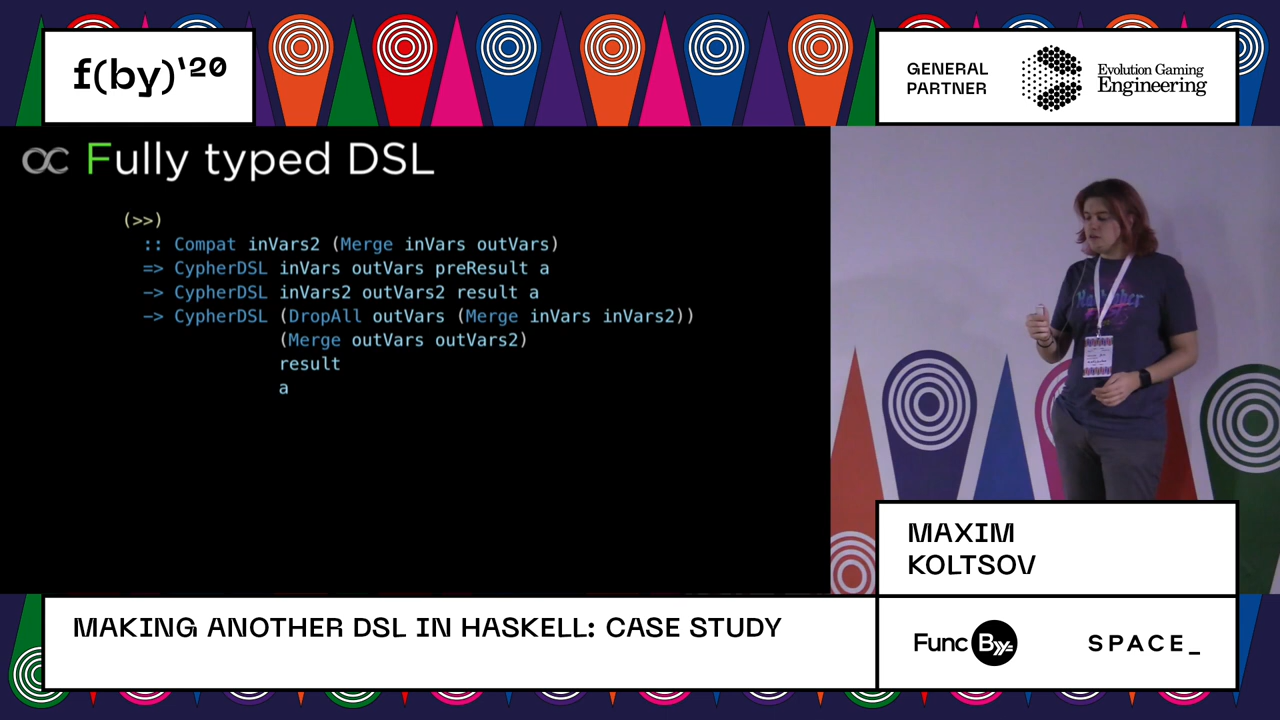 f(by)'20
GENERAL
PARTNER
Evolution Gaming
Engineering
Fully typed DSL
(>>)
:: Compat inVars2 (Merge inVars outVars)
=> CypherDSL inVars outVars preResult a
-> CypherDSL inVars2 outVars2 result a
-> CypherDSL (DropAll outVars (Merge inVars inVars2))
(Merge outVars outVars2)
result
a
MAXIM
KOLTSOV
MAKING ANOTHER DSL IN HASKELL: CASE STUDY
Func By
SPACE_